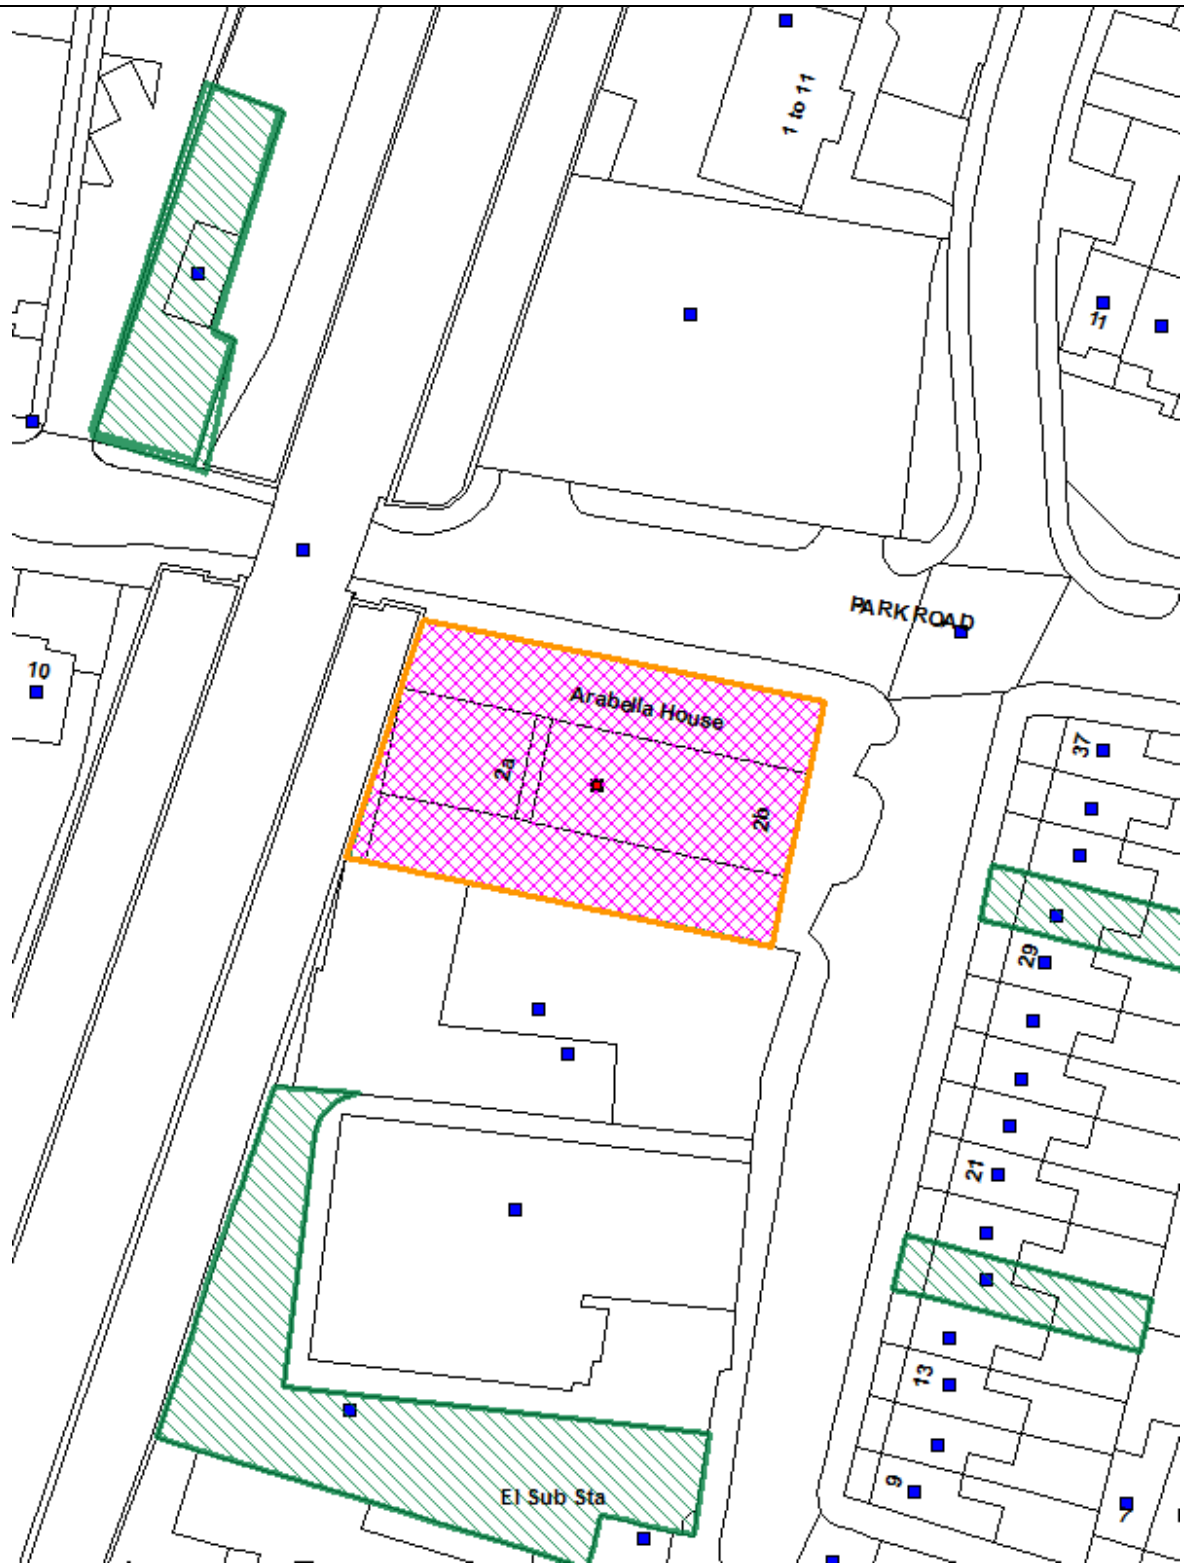 1 to 11
11
PARK ROAD
10
Arabella House
37
2a
2b
29
21
13
9
El Sub Sta
7